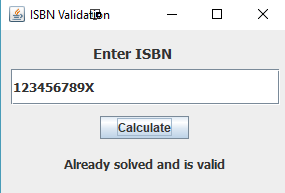 ISBN Validation
Enter ISBN
123456789X
Calculate
Already solved and is valid